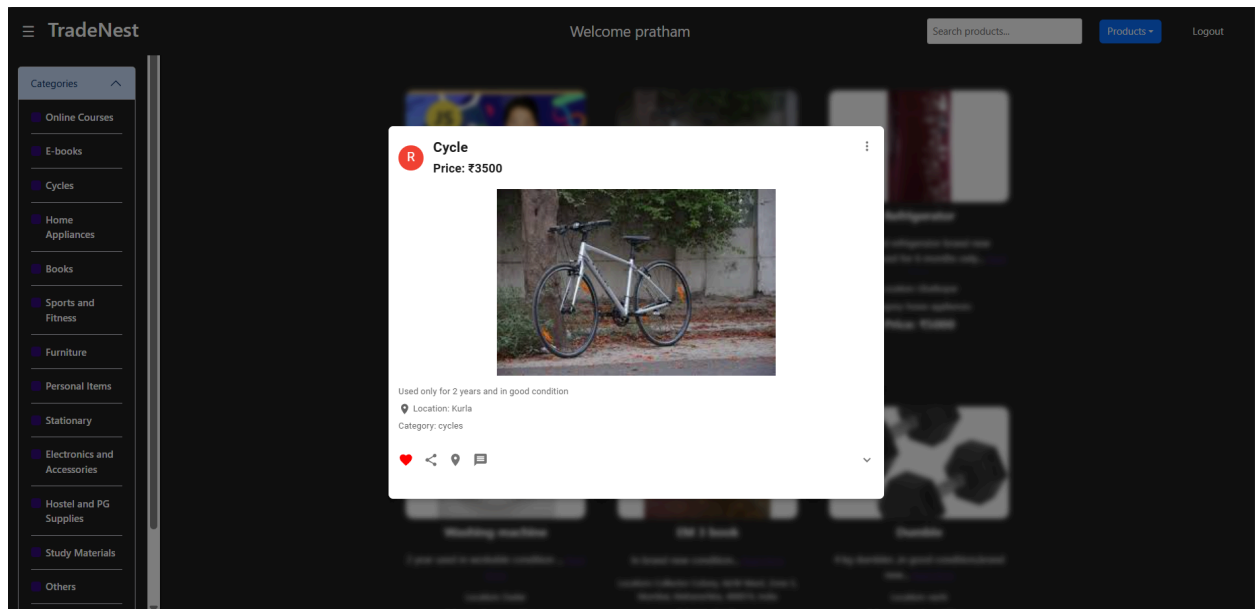 ☰ TradeNest
Welcome pratham
Search products...
Products
Logout
Categories
Online Courses
E-books
Cycles
Home
Appliances
Books
Sports and
Fitness
Furniture
Personal Items
Stationary
Electronics and
Accessories
Hostel and PG
Supplies
Study Materials
Others
JS
R
Cycle
Price: ₹3500
Used only for 2 years and in good condition
Location: Kurla
Category: cycles
Refrigerator
Washing machine
Dumble